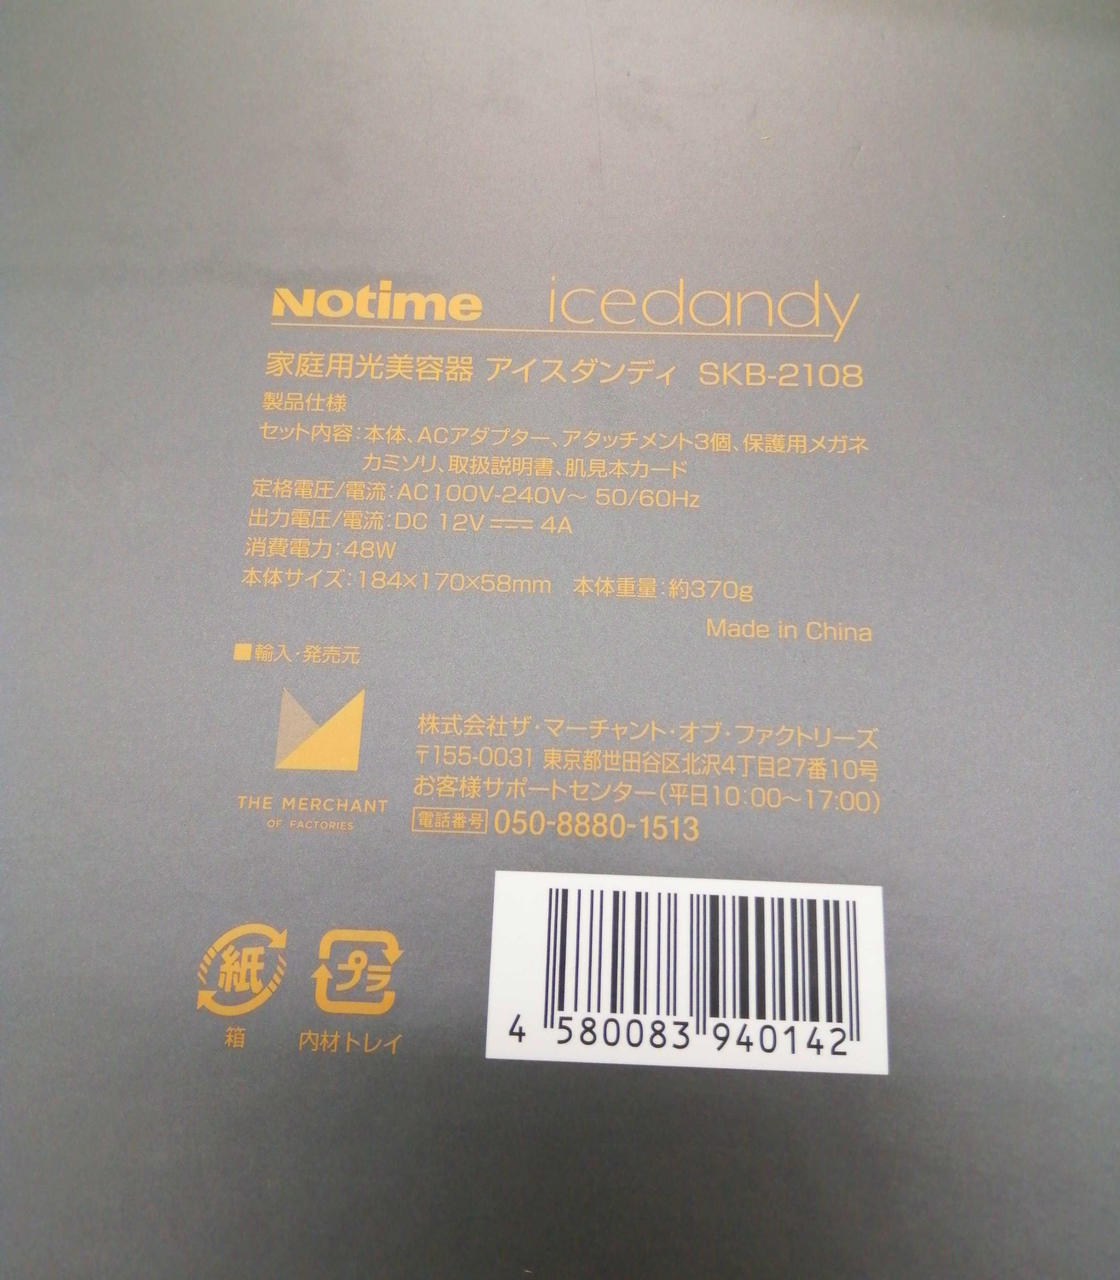 Notime icedandy
家庭用光美容器 アイスダンディ SKB-2108
製品仕様
セット内容：本体、ACアダプター、アタッチメント3個、保護用メガネ
カミソリ、取扱説明書、肌見本カード
定格電圧/電流：AC100V-240V～ 50/60Hz
出力電圧/電流：DC 12V⎓4A
消費電力：48W
本体サイズ：184×170×58mm 本体重量：約370g
Made in China
■輸入・発売元
株式会社ザ・マーチャント・オブ・ファクトリーズ
〒155-0031 東京都世田谷区北沢4丁目27番10号
お客様サポートセンター（平日10：00～17：00）
電話番号 050-8880-1513
THE MERCHANT
OF FACTORIES
紙
箱
プラ
内材トレイ
4 580083 940142